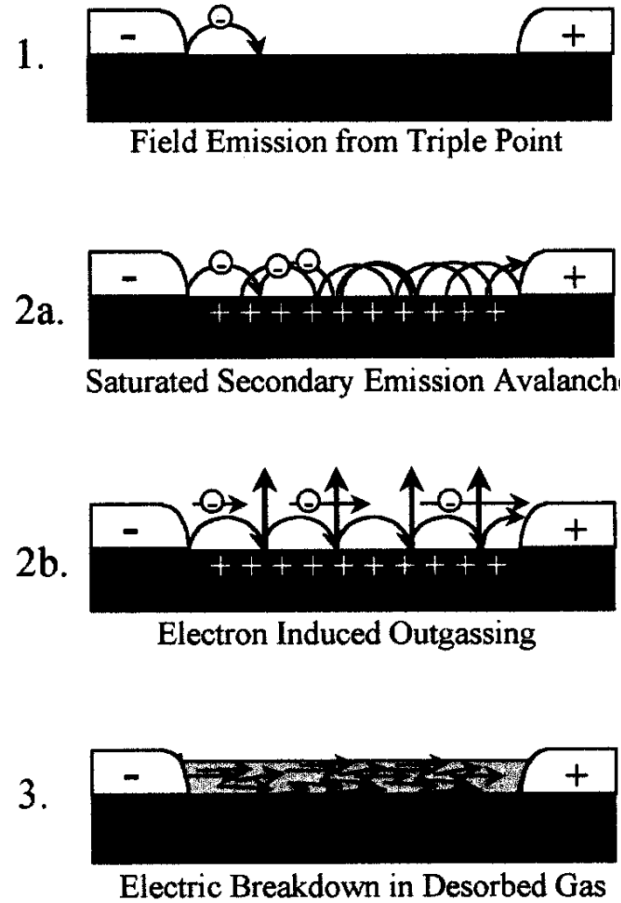 1.
-
-
+
Field Emission from Triple Point
2a.
-
- - -
+
+ + + + + + + + + +
Saturated Secondary Emission Avalanch
2b.
-
- - -
+
+ + + + + + + + + +
Electron Induced Outgassing
3.
-
+
Electric Breakdown in Desorbed Gas